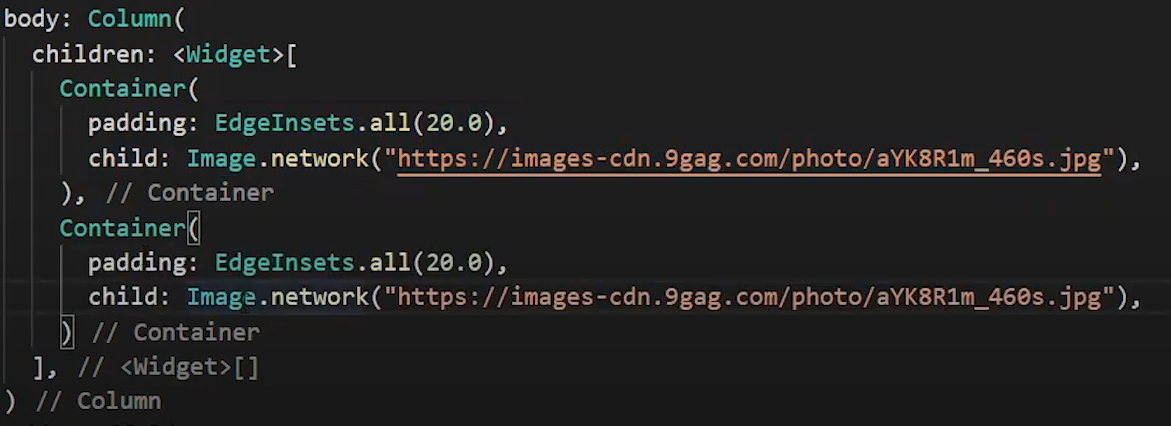 body: Column(
children: <Widget>[
Container(
padding: EdgeInsets.all(20.0),
child: Image.network("https://images-cdn.9gag.com/photo/aYK8R1m_460s.jpg"),
), // Container
Container(
padding: EdgeInsets.all(20.0),
child: Image.network("https://images-cdn.9gag.com/photo/aYK8R1m_460s.jpg"),
) // Container
], // <Widget>[]
) // Column